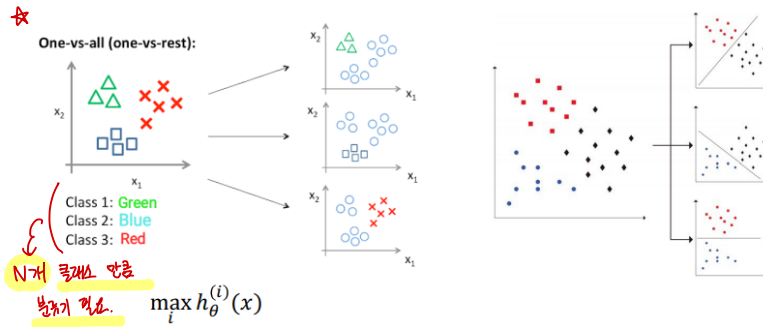 One-vs-all (one-vs-rest):
x₂
x₁
x₂
x₁
x₂
x₁
x₂
x₁
Class 1: Green
Class 2: Blue
Class 3: Red
N개 클래스 만큼
분류기 필요.
max h_θ^(i)(x)
i